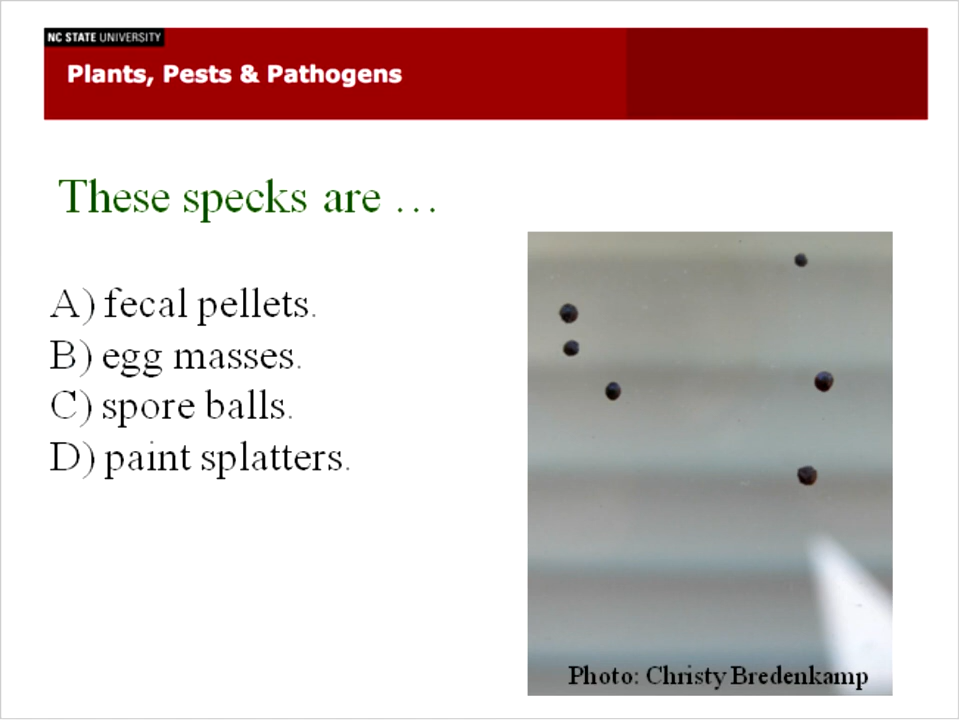 NC STATE UNIVERSITY
Plants, Pests & Pathogens
These specks are …
A) fecal pellets.
B) egg masses.
C) spore balls.
D) paint splatters.
Photo: Christy Bredenkamp